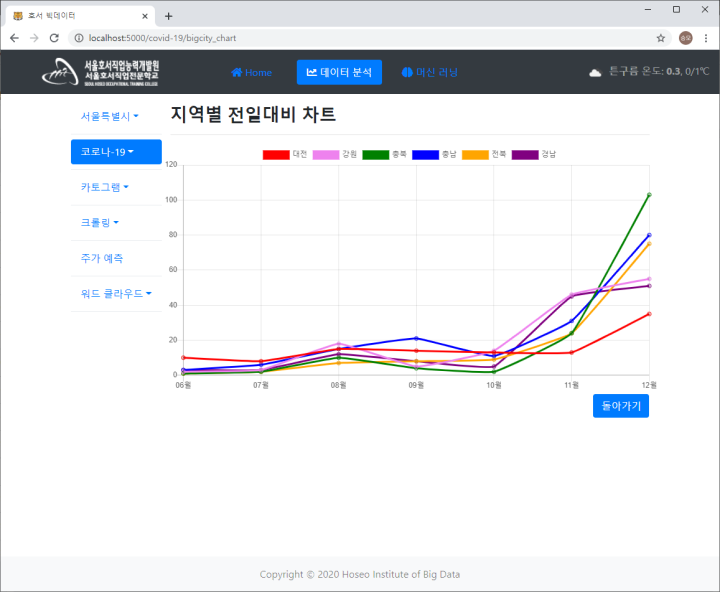 호서 빅데이터
localhost:5000/covid-19/bigcity_chart
서울호서직업능력개발원
서울호서직업전문학교
SEOUL HOSEO OCCUPATIONAL TRAINING COLLEGE
Home
데이터 분석
머신 러닝
튼구름 온도: 0.3, 0/1℃
서울특별시
코로나-19
카토그램
크롤링
주가 예측
워드 클라우드
지역별 전일대비 차트
대전 강원 충북 충남 전북 경남
120
100
80
60
40
20
0
06월 07월 08월 09월 10월 11월 12월
돌아가기
Copyright © 2020 Hoseo Institute of Big Data